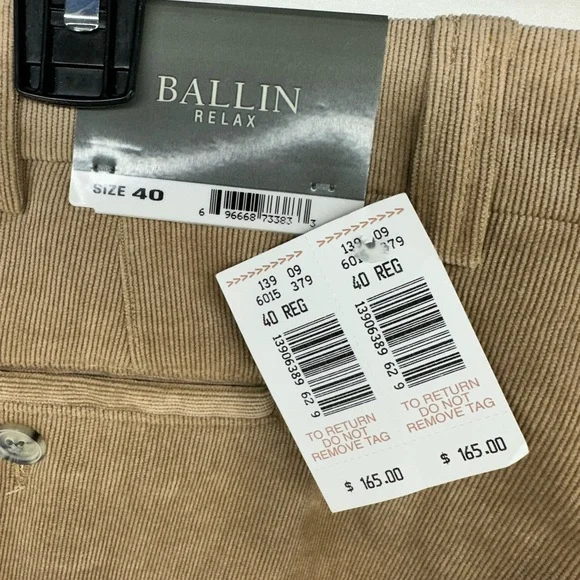 BALLIN
RELAX
SIZE 40
6 96668 73383 3
>>>>>>>>>>
139 09
6015 379
40 REG
13906389 62 9
TO RETURN
DO NOT
REMOVE TAG
$ 165.00
>>>>>>>>>>
139 09
6015 379
40 REG
13906389 62 9
TO RETURN
DO NOT
REMOVE TAG
$ 165.00